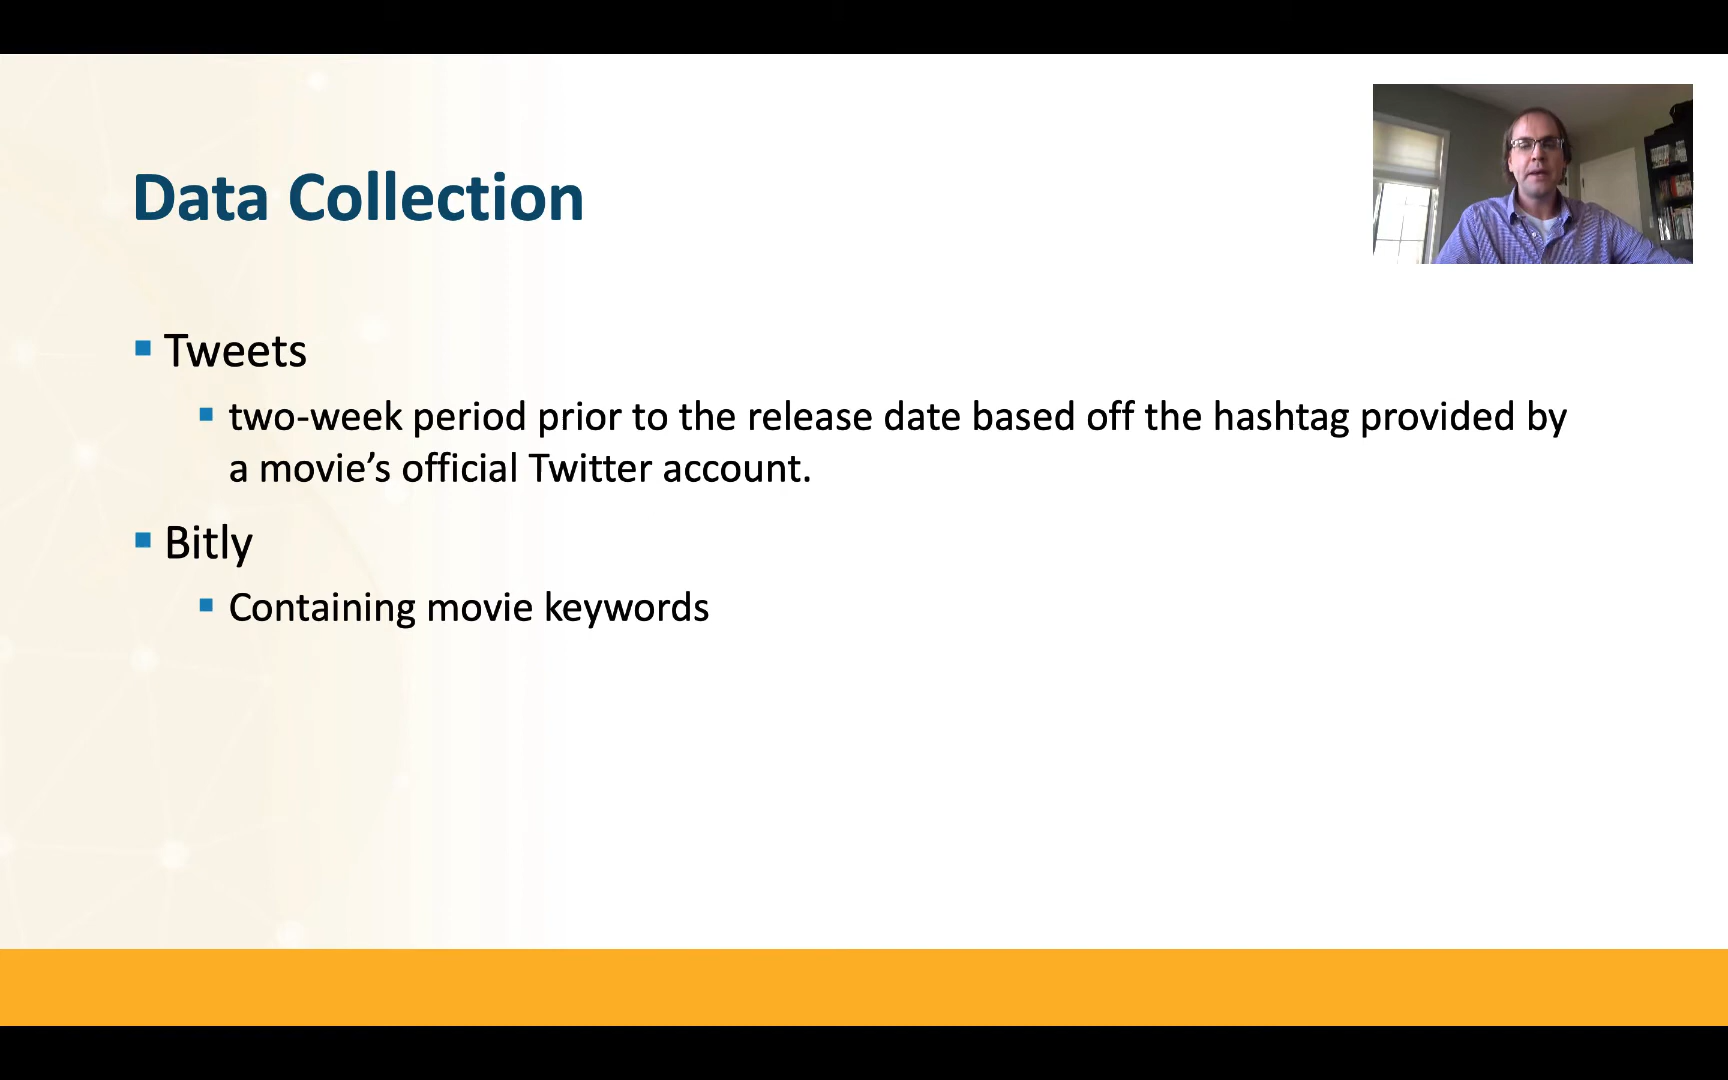 Data Collection
Tweets
two-week period prior to the release date based off the hashtag provided by
a movie’s official Twitter account.
Bitly
Containing movie keywords